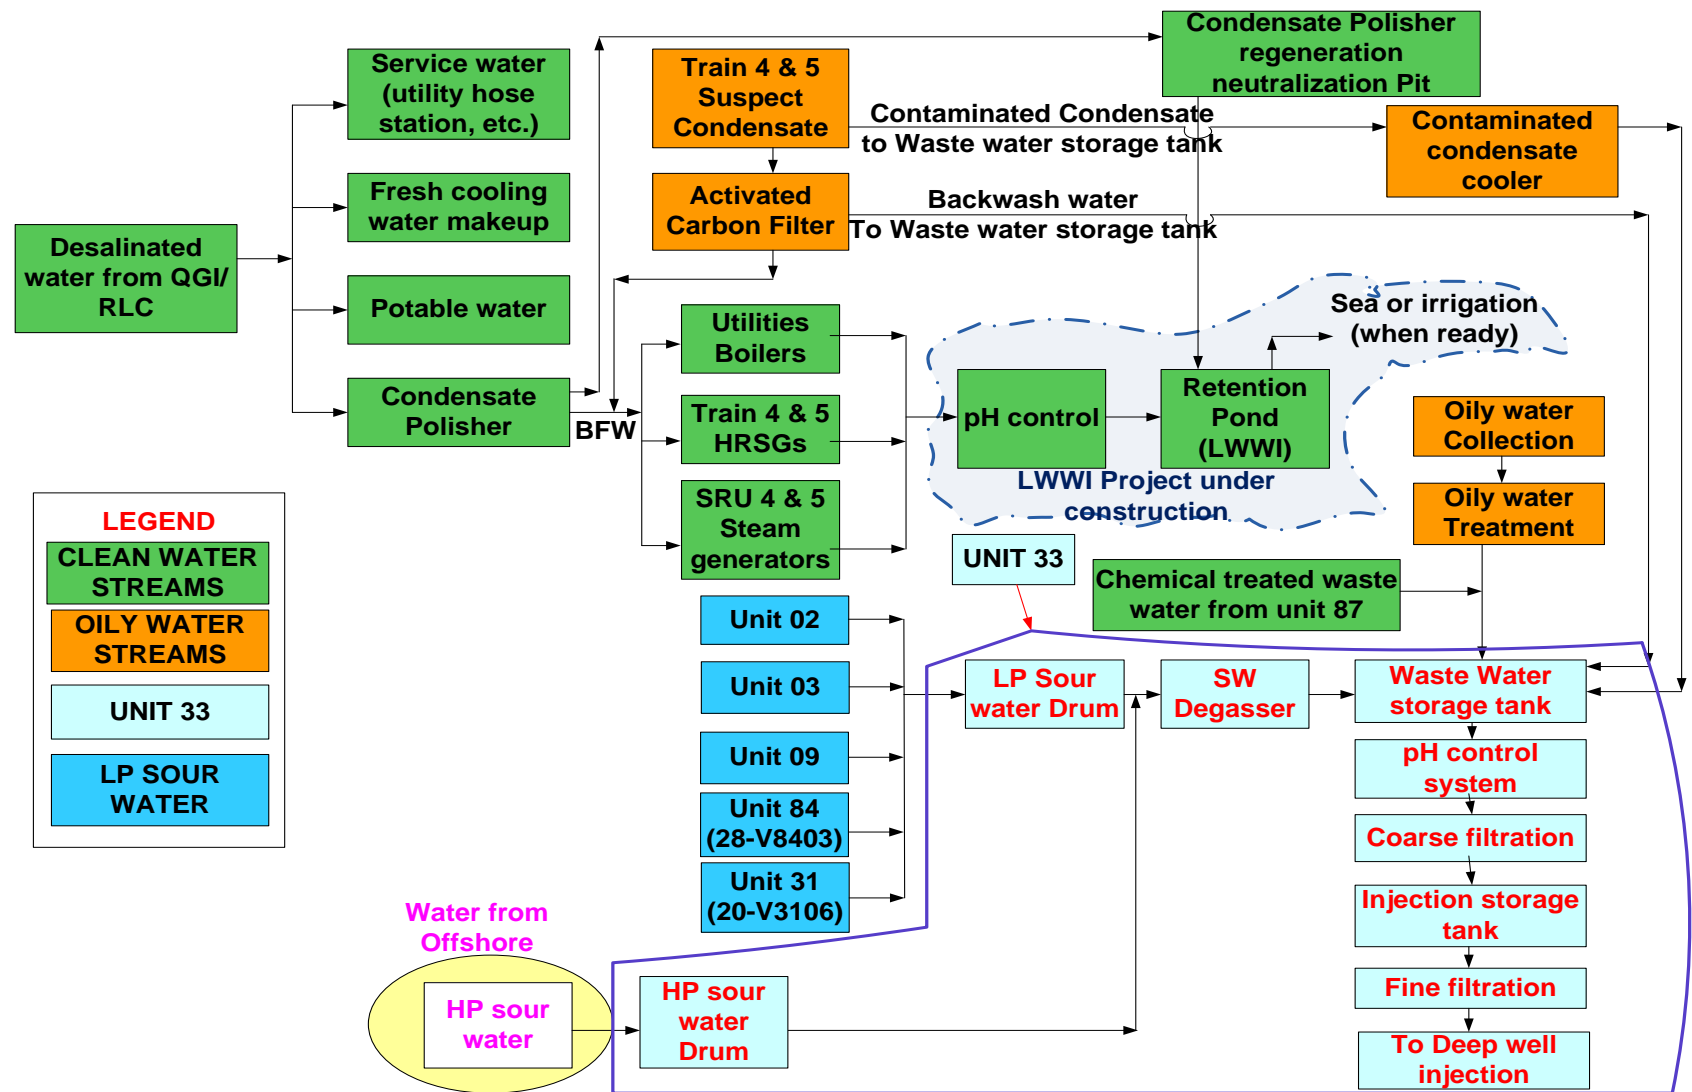 Condensate Polisher
regeneration
neutralization Pit
Service water
(utility hose
station, etc.)
Train 4 & 5
Suspect
Condensate
Contaminated Condensate
to Waste water storage tank
Contaminated
condensate
cooler
Fresh cooling
water makeup
Activated
Carbon Filter
Backwash water
To Waste water storage tank
Desalinated
water from QGI/
RLC
Potable water
Utilities
Boilers
Sea or irrigation
(when ready)
Condensate
Polisher
BFW
Train 4 & 5
HRSGs
pH control
Retention
Pond
(LWWI)
Oily water
Collection
LWWI Project under
construction
SRU 4 & 5
Steam
generators
Oily water
Treatment
LEGEND
CLEAN WATER
STREAMS
OILY WATER
STREAMS
UNIT 33
LP SOUR
WATER
UNIT 33
Chemical treated waste
water from unit 87
Unit 02
Unit 03
Unit 09
Unit 84
(28-V8403)
Unit 31
(20-V3106)
LP Sour
water Drum
SW
Degasser
Waste Water
storage tank
pH control
system
Coarse filtration
Injection storage
tank
Fine filtration
To Deep well
injection
Water from
Offshore
HP sour
water
HP sour
water
Drum